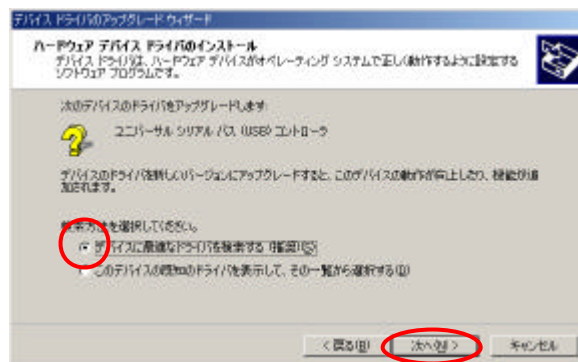 デバイス ドライバのアップグレード ウィザード
ハードウェア デバイス ドライバのインストール
デバイス ドライバは、ハードウェア デバイスがオペレーティング システムで正しく動作するように設定する
ソフトウェア プログラムです。
次のデバイスのドライバをアップグレードします:
ユニバーサル シリアル バス (USB) コントローラ
デバイスのドライバを新しいバージョンにアップグレードすると、このデバイスの動作が向上したり、機能が追
加されます。
検索方法を選択してください。
デバイスに最適なドライバを検索する (推奨)(S)
このデバイスの既知のドライバを表示して、その一覧から選択する(D)
< 戻る(B)
次へ(N) >
キャンセル